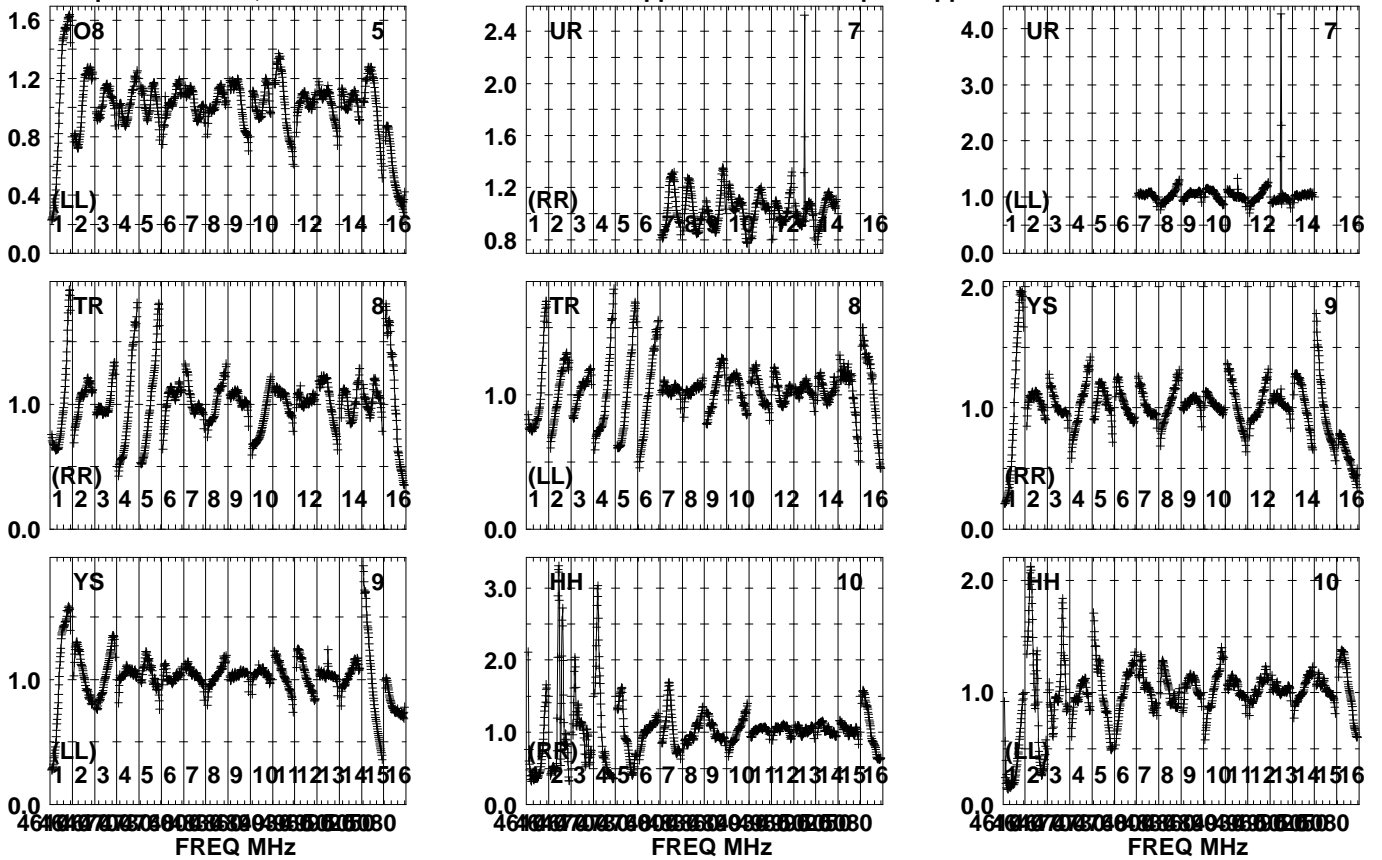 1.6 O8 5
1.2
0.8
0.4 (LL)
1 2 3 4 5 6 7 8 9 10 12 14 16
0.0
2.4 UR 7
2.0
1.6
1.2 (RR)
1 2 3 4 5 6 7 8 9 10 12 14 16
0.8
4.0 UR 7
3.0
2.0
1.0 (LL)
1 2 3 4 5 6 7 8 9 10 12 14 16
0.0
TR 8
1.0
(RR)
1 2 3 4 5 6 7 8 9 10 12 14 16
0.0
TR 8
1.0
(LL)
1 2 3 4 5 6 7 8 9 10 12 14 16
0.0
2.0 YS 9
1.0
(RR)
1 2 3 4 5 6 7 8 9 10 12 14 16
0.0
YS 9
1.0
(LL)
1 2 3 4 5 6 7 8 9 10 11 12 13 14 15 16
0.0
FREQ MHz
HH 10
3.0
2.0
1.0 (RR)
1 2 3 4 5 6 7 8 9 10 11 12 13 14 15 16
0.0
FREQ MHz
2.0 HH 10
1.0
(LL)
1 2 3 4 5 6 7 8 9 10 11 12 13 14 15 16
0.0
FREQ MHz